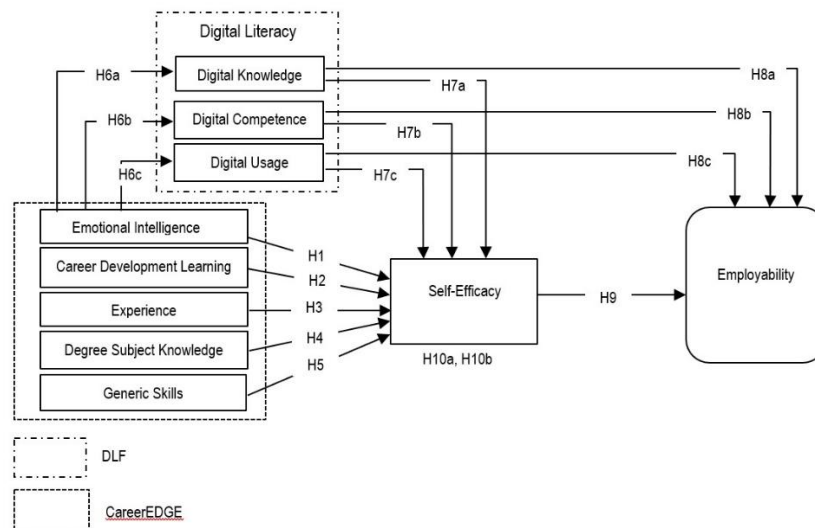 Digital Literacy
H6a
Digital Knowledge
H7a
H8a
H6b
Digital Competence
H7b
H8b
H6c
Digital Usage
H7c
H8c
Emotional Intelligence
H1
Career Development Learning
H2
Experience
H3
Degree Subject Knowledge
H4
Generic Skills
H5
Self-Efficacy
H10a, H10b
H9
Employability
DLF
CareerEDGE